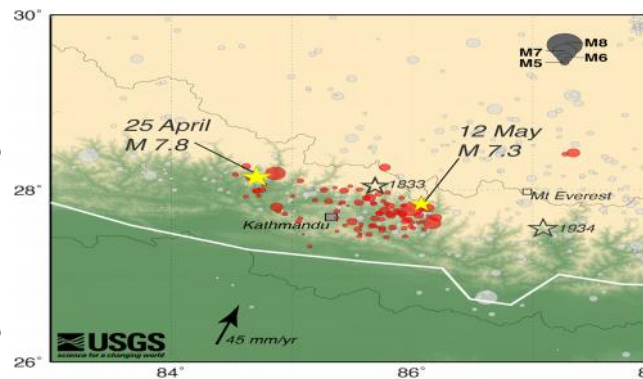 30°
M8
M7
M6
M5
25 April
M 7.8
12 May
M 7.3
28°
1833
Mt Everest
Kathmandu
1934
45 mm/yr
USGS
science for a changing world
26°
84°
86°